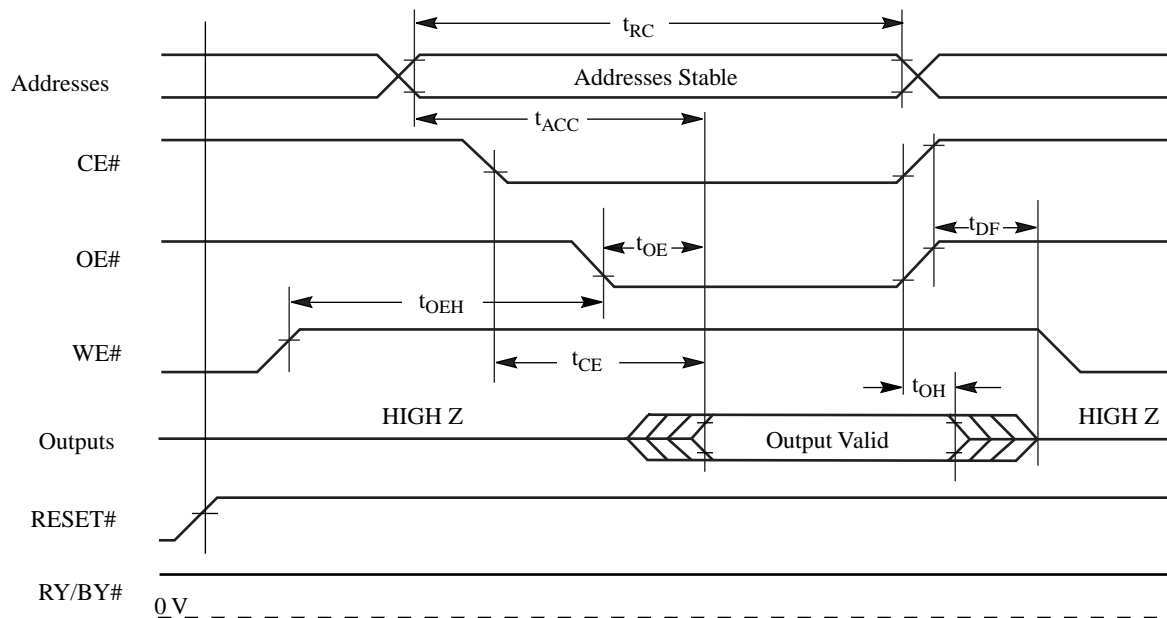 tRC
Addresses
Addresses Stable
tACC
CE#
tDF
tOE
OE#
tOEH
WE#
tCE
tOH
HIGH Z
HIGH Z
Outputs
Output Valid
RESET#
RY/BY#
0 V